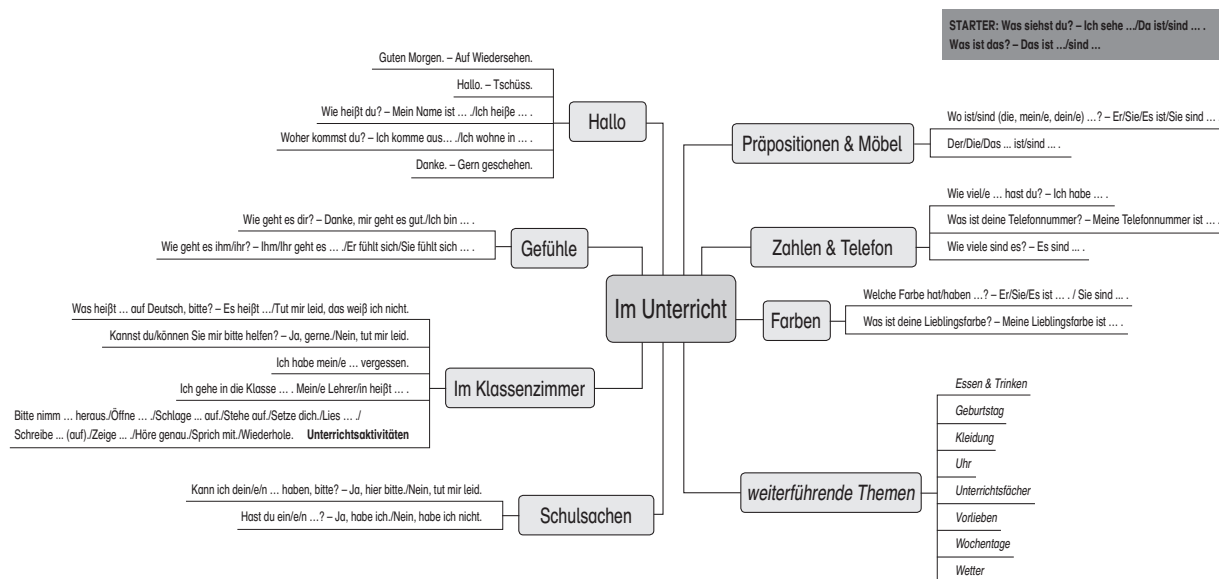 STARTER: Was siehst du? – Ich sehe .../Da ist/sind ... .
Was ist das? – Das ist .../sind ...
Guten Morgen. – Auf Wiedersehen.
Hallo. – Tschüss.
Wie heißt du? – Mein Name ist ... ./Ich heiße ... .
Woher kommst du? – Ich komme aus... ./Ich wohne in ... .
Danke. – Gern geschehen.
Hallo
Wie geht es dir? – Danke, mir geht es gut./Ich bin ... .
Wie geht es ihm/ihr? – Ihm/Ihr geht es ... ./Er fühlt sich/Sie fühlt sich ... .
Gefühle
Was heißt ... auf Deutsch, bitte? – Es heißt .../Tut mir leid, das weiß ich nicht.
Kannst du/können Sie mir bitte helfen? – Ja, gerne./Nein, tut mir leid.
Ich habe mein/e ... vergessen.
Ich gehe in die Klasse ... . Mein/e Lehrer/in heißt ... .
Bitte nimm ... heraus./Öffne ... ./Schlage ... auf./Stehe auf./Setze dich./Lies ... ./
Schreibe ... (auf)./Zeige ... ./Höre genau./Sprich mit./Wiederhole. Unterrichtsaktivitäten
Im Klassenzimmer
Kann ich dein/e/n ... haben, bitte? – Ja, hier bitte./Nein, tut mir leid.
Hast du ein/e/n ...? – Ja, habe ich./Nein, habe ich nicht.
Schulsachen
Im Unterricht
Präpositionen & Möbel
Wo ist/sind (die, mein/e, dein/e) ...? – Er/Sie/Es ist/Sie sind ... .
Der/Die/Das ... ist/sind ... .
Zahlen & Telefon
Wie viel/e ... hast du? – Ich habe ... .
Was ist deine Telefonnummer? – Meine Telefonnummer ist ... .
Wie viele sind es? – Es sind ... .
Farben
Welche Farbe hat/haben ...? – Er/Sie/Es ist ... . / Sie sind ... .
Was ist deine Lieblingsfarbe? – Meine Lieblingsfarbe ist ... .
weiterführende Themen
Essen & Trinken
Geburtstag
Kleidung
Uhr
Unterrichtsfächer
Vorlieben
Wochentage
Wetter